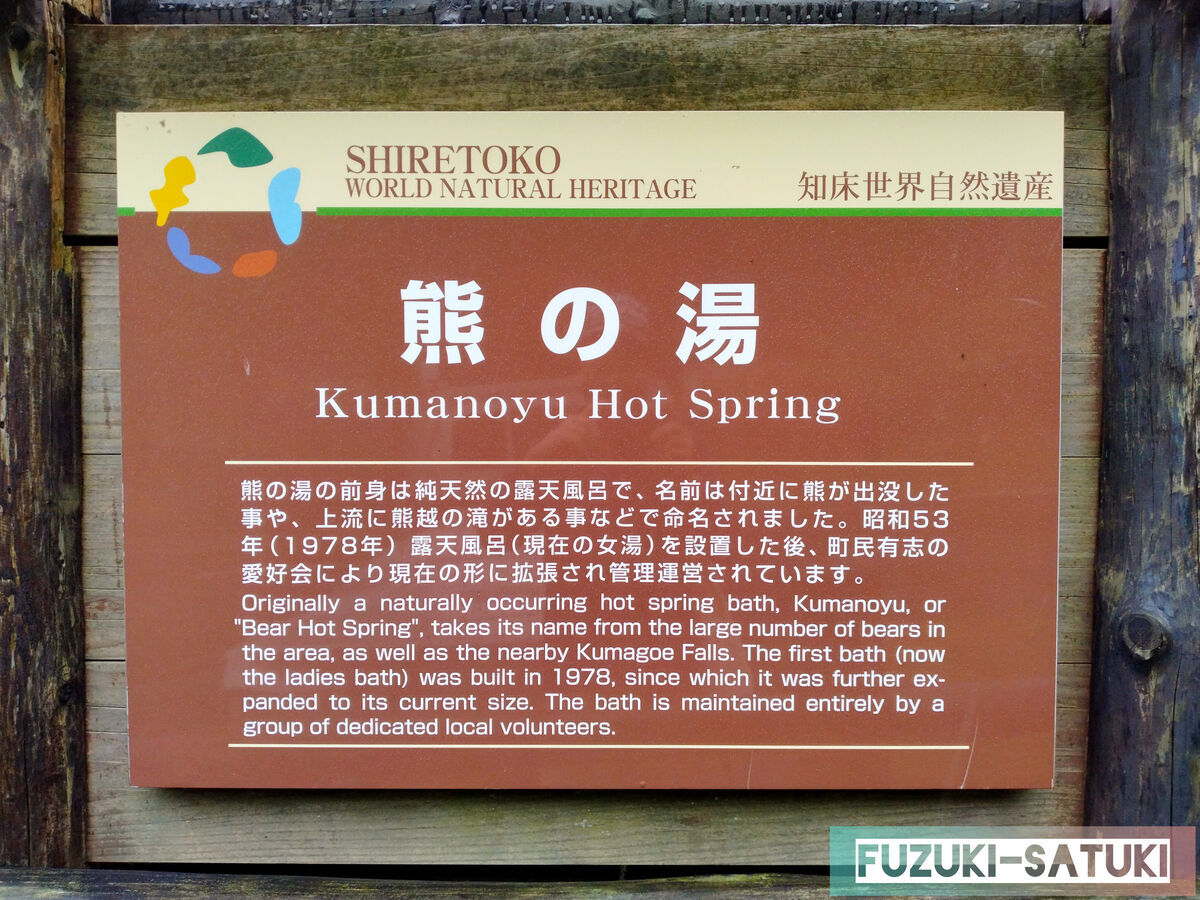 SHIRETOKO
WORLD NATURAL HERITAGE
知床世界自然遺産
熊の湯
Kumanoyu Hot Spring
熊の湯の前身は純天然の露天風呂で、名前は付近に熊が出没した
事や、上流に熊越の滝がある事などで命名されました。昭和53
年(1978年) 露天風呂(現在の女湯)を設置した後、町民有志の
愛好会により現在の形に拡張され管理運営されています。
Originally a naturally occurring hot spring bath, Kumanoyu, or
"Bear Hot Spring", takes its name from the large number of bears in
the area, as well as the nearby Kumagoe Falls. The first bath (now
the ladies bath) was built in 1978, since which it was further ex-
panded to its current size. The bath is maintained entirely by a
group of dedicated local volunteers.
FUZUKI-SATUKI